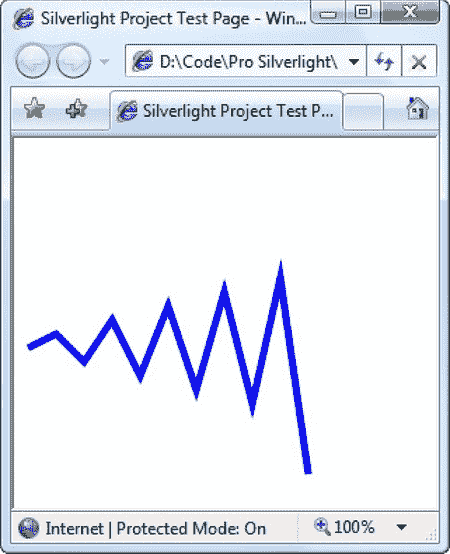 Silverlight Project Test Page - Win...
D:\Code\Pro Silverlight\
Silverlight Project Test P...
Internet | Protected Mode: On
100%